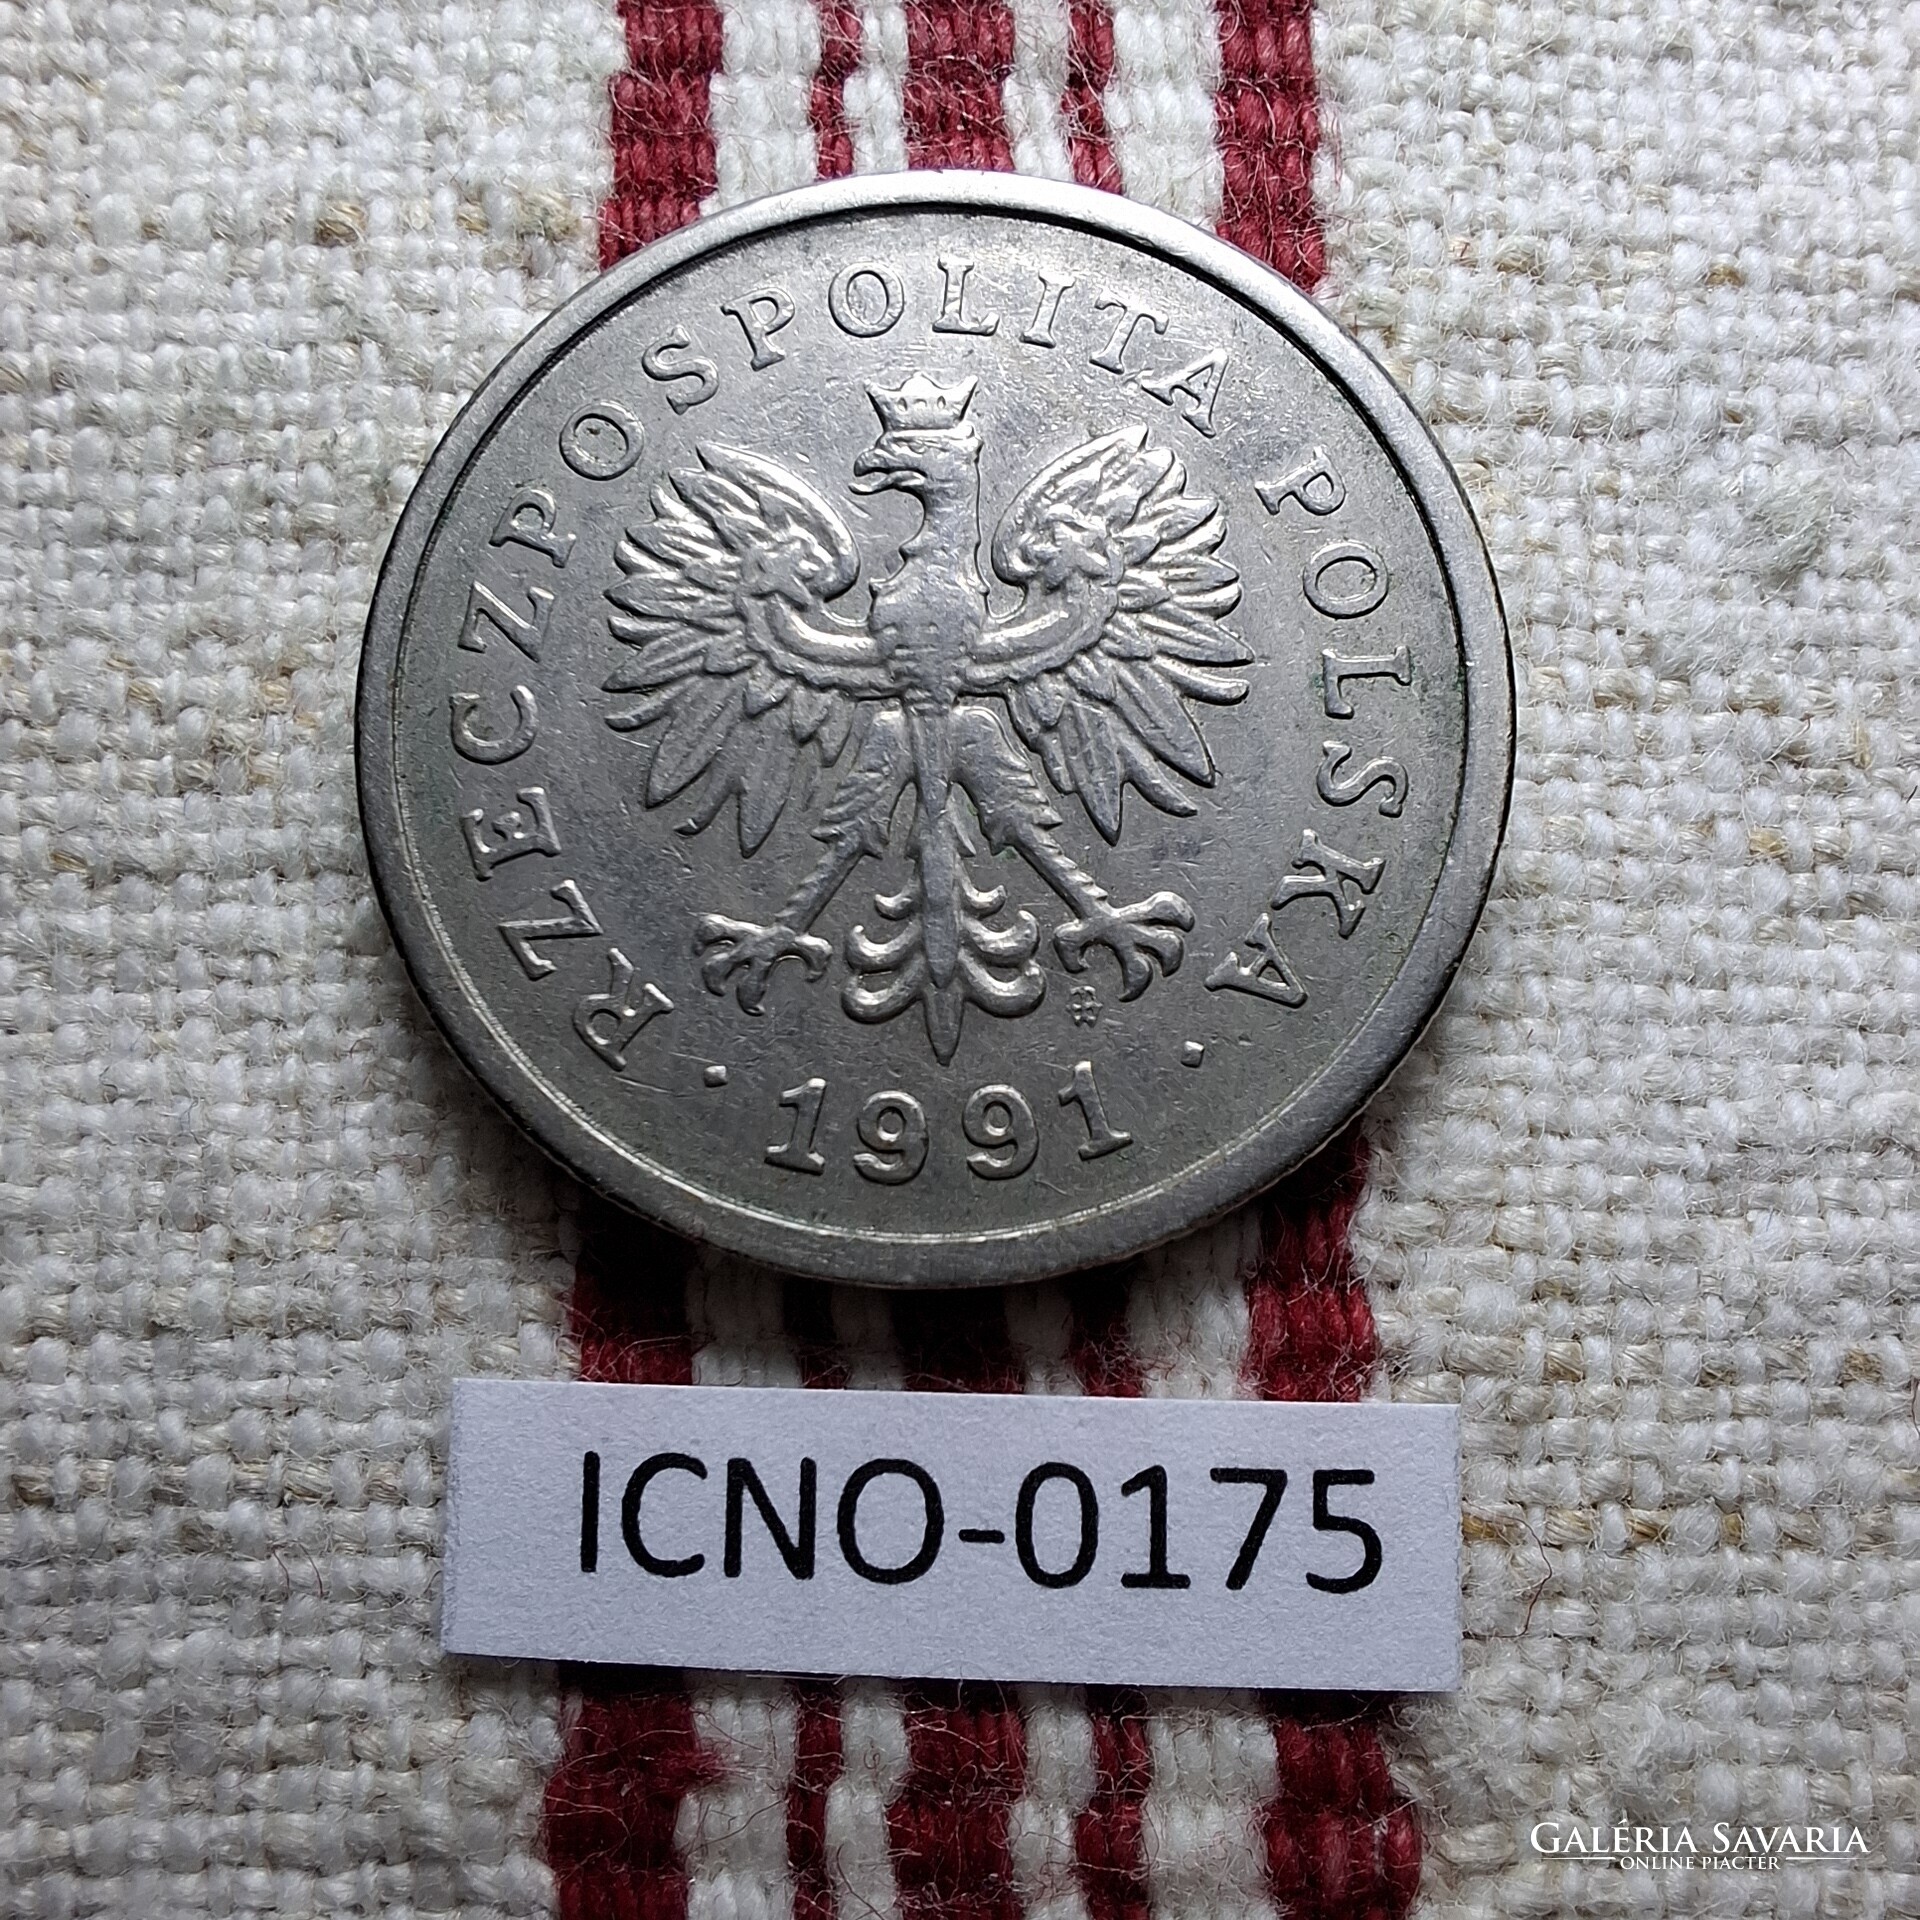 RZECZPOSPOLITA POLSKA
· 1991 ·
ICNO-0175
GALÉRIA SAVARIA
ONLINE PIACTÉR